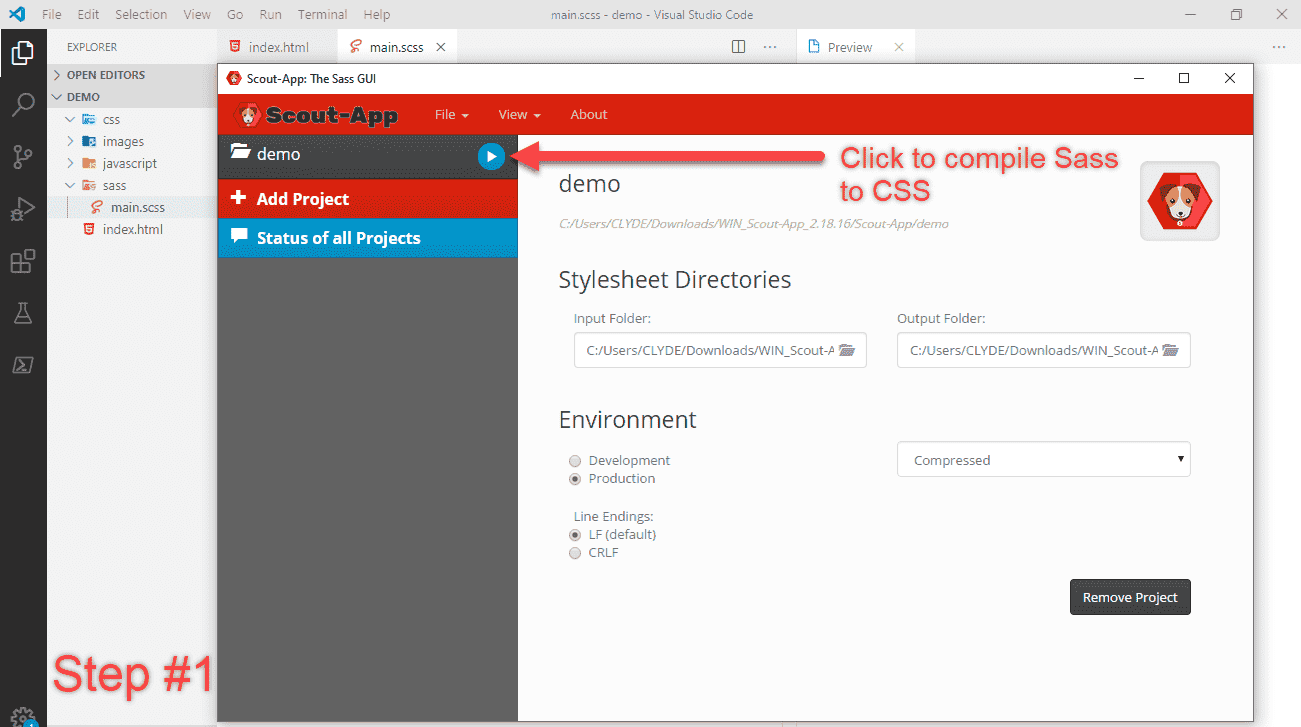 File Edit Selection View Go Run Terminal Help main.scss - demo - Visual Studio Code
EXPLORER index.html main.scss Preview
OPEN EDITORS
DEMO
css
images
javascript
sass
main.scss
index.html
Scout-App: The Sass GUI
Scout-App File View About
demo
Add Project
Status of all Projects
Click to compile Sass
to CSS
demo
C:/Users/CLYDE/Downloads/WIN_Scout-App_2.18.16/Scout-App/demo
Stylesheet Directories
Input Folder: Output Folder:
C:/Users/CLYDE/Downloads/WIN_Scout-A C:/Users/CLYDE/Downloads/WIN_Scout-A
Environment
Development
Compressed
Production
Line Endings:
LF (default)
CRLF
Remove Project
Step #1